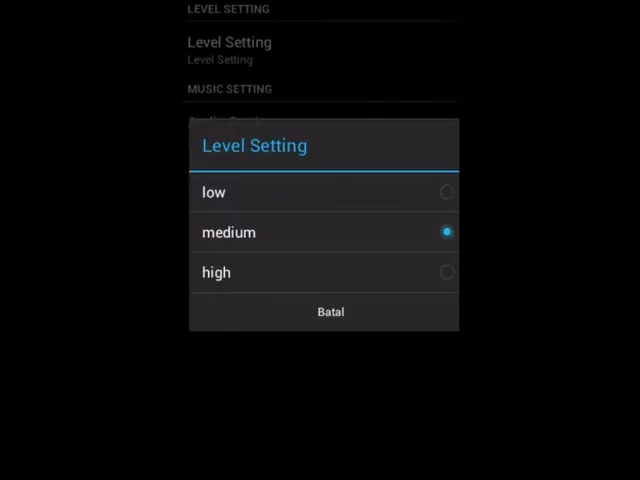 LEVEL SETTING
Level Setting
Level Setting
MUSIC SETTING
Level Setting
low
medium
high
Batal